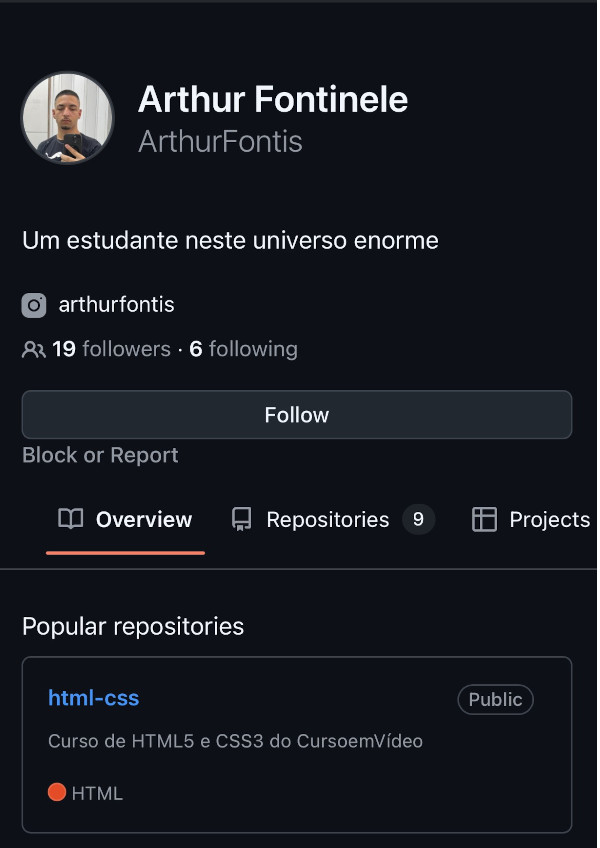 Arthur Fontinele
ArthurFontis
Um estudante neste universo enorme
arthurfontis
19 followers · 6 following
Follow
Block or Report
Overview Repositories 9 Projects
Popular repositories
html-css Public
Curso de HTML5 e CSS3 do CursoemVídeo
HTML